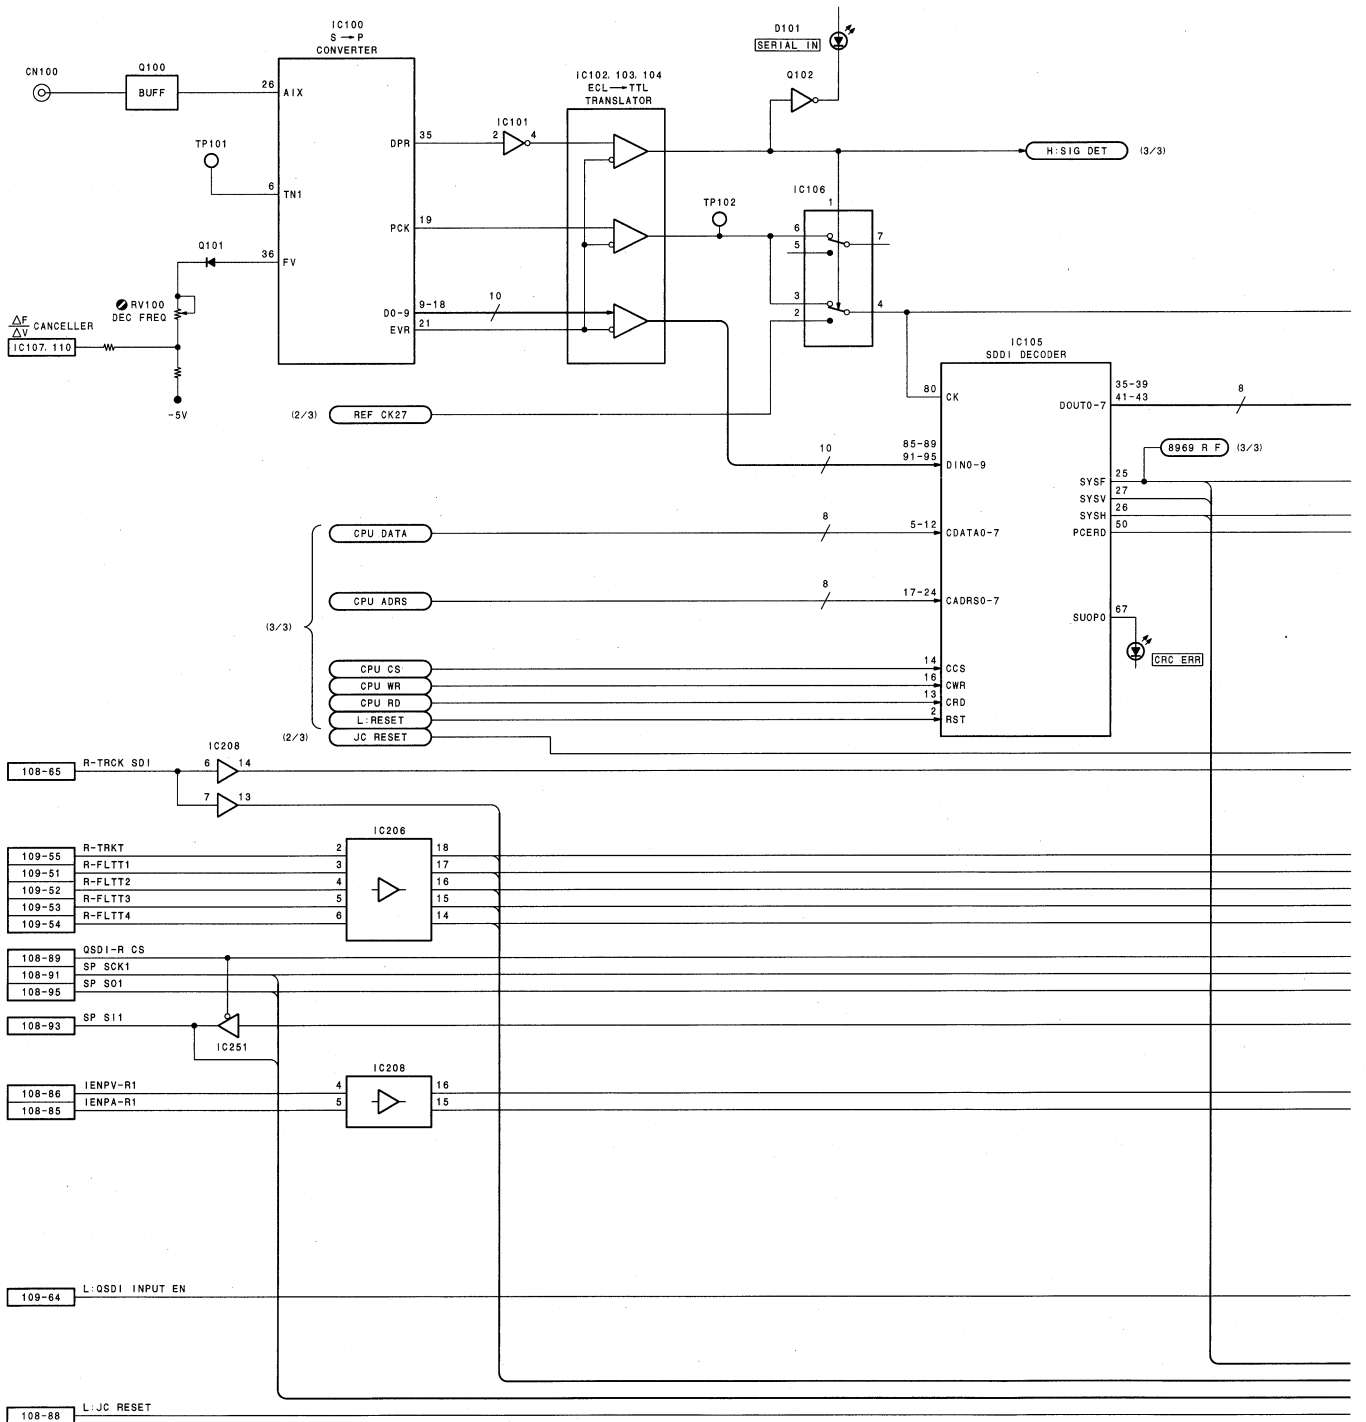 IC100
S → P
CONVERTER
D101
SERIAL IN
CN100
Q100
BUFF
26
AIX
IC102. 103. 104
ECL → TTL
TRANSLATOR
Q102
TP101
DPR
35
IC101
2
4
H:SIG DET
(3/3)
6
TN1
IC106
1
TP102
PCK
19
6
5
7
Q101
36
FV
RV100
DEC FREQ
D0-9
9-18
10
EVR
21
3
2
4
ΔF
ΔV
CANCELLER
IC107. 110
-5V
IC105
SDDI DECODER
(2/3)
REF CK27
80
CK
35-39
41-43
DOUT0-7
8
8969 R F
(3/3)
10
85-89
91-95
DIN0-9
SYSF
25
SYSV
27
SYSH
26
PCERD
50
CPU DATA
8
5-12
CDATA0-7
CPU ADRS
8
17-24
CADRS0-7
(3/3)
SUOP0
67
CRC ERR
CPU CS
14
CCS
CPU WR
16
CWR
CPU RD
13
CRD
L:RESET
2
RST
(2/3)
JC RESET
IC208
108-65
R-TRCK SDI
6
14
7
13
IC206
109-55
R-TRKT
2
18
109-51
R-FLTT1
3
17
109-52
R-FLTT2
4
16
109-53
R-FLTT3
5
15
109-54
R-FLTT4
6
14
108-89
QSDI-R CS
108-91
SP SCK1
108-95
SP SO1
108-93
SP SI1
IC251
IC208
108-86
IENPV-R1
4
16
108-85
IENPA-R1
5
15
109-64
L:QSDI INPUT EN
108-88
L:JC RESET